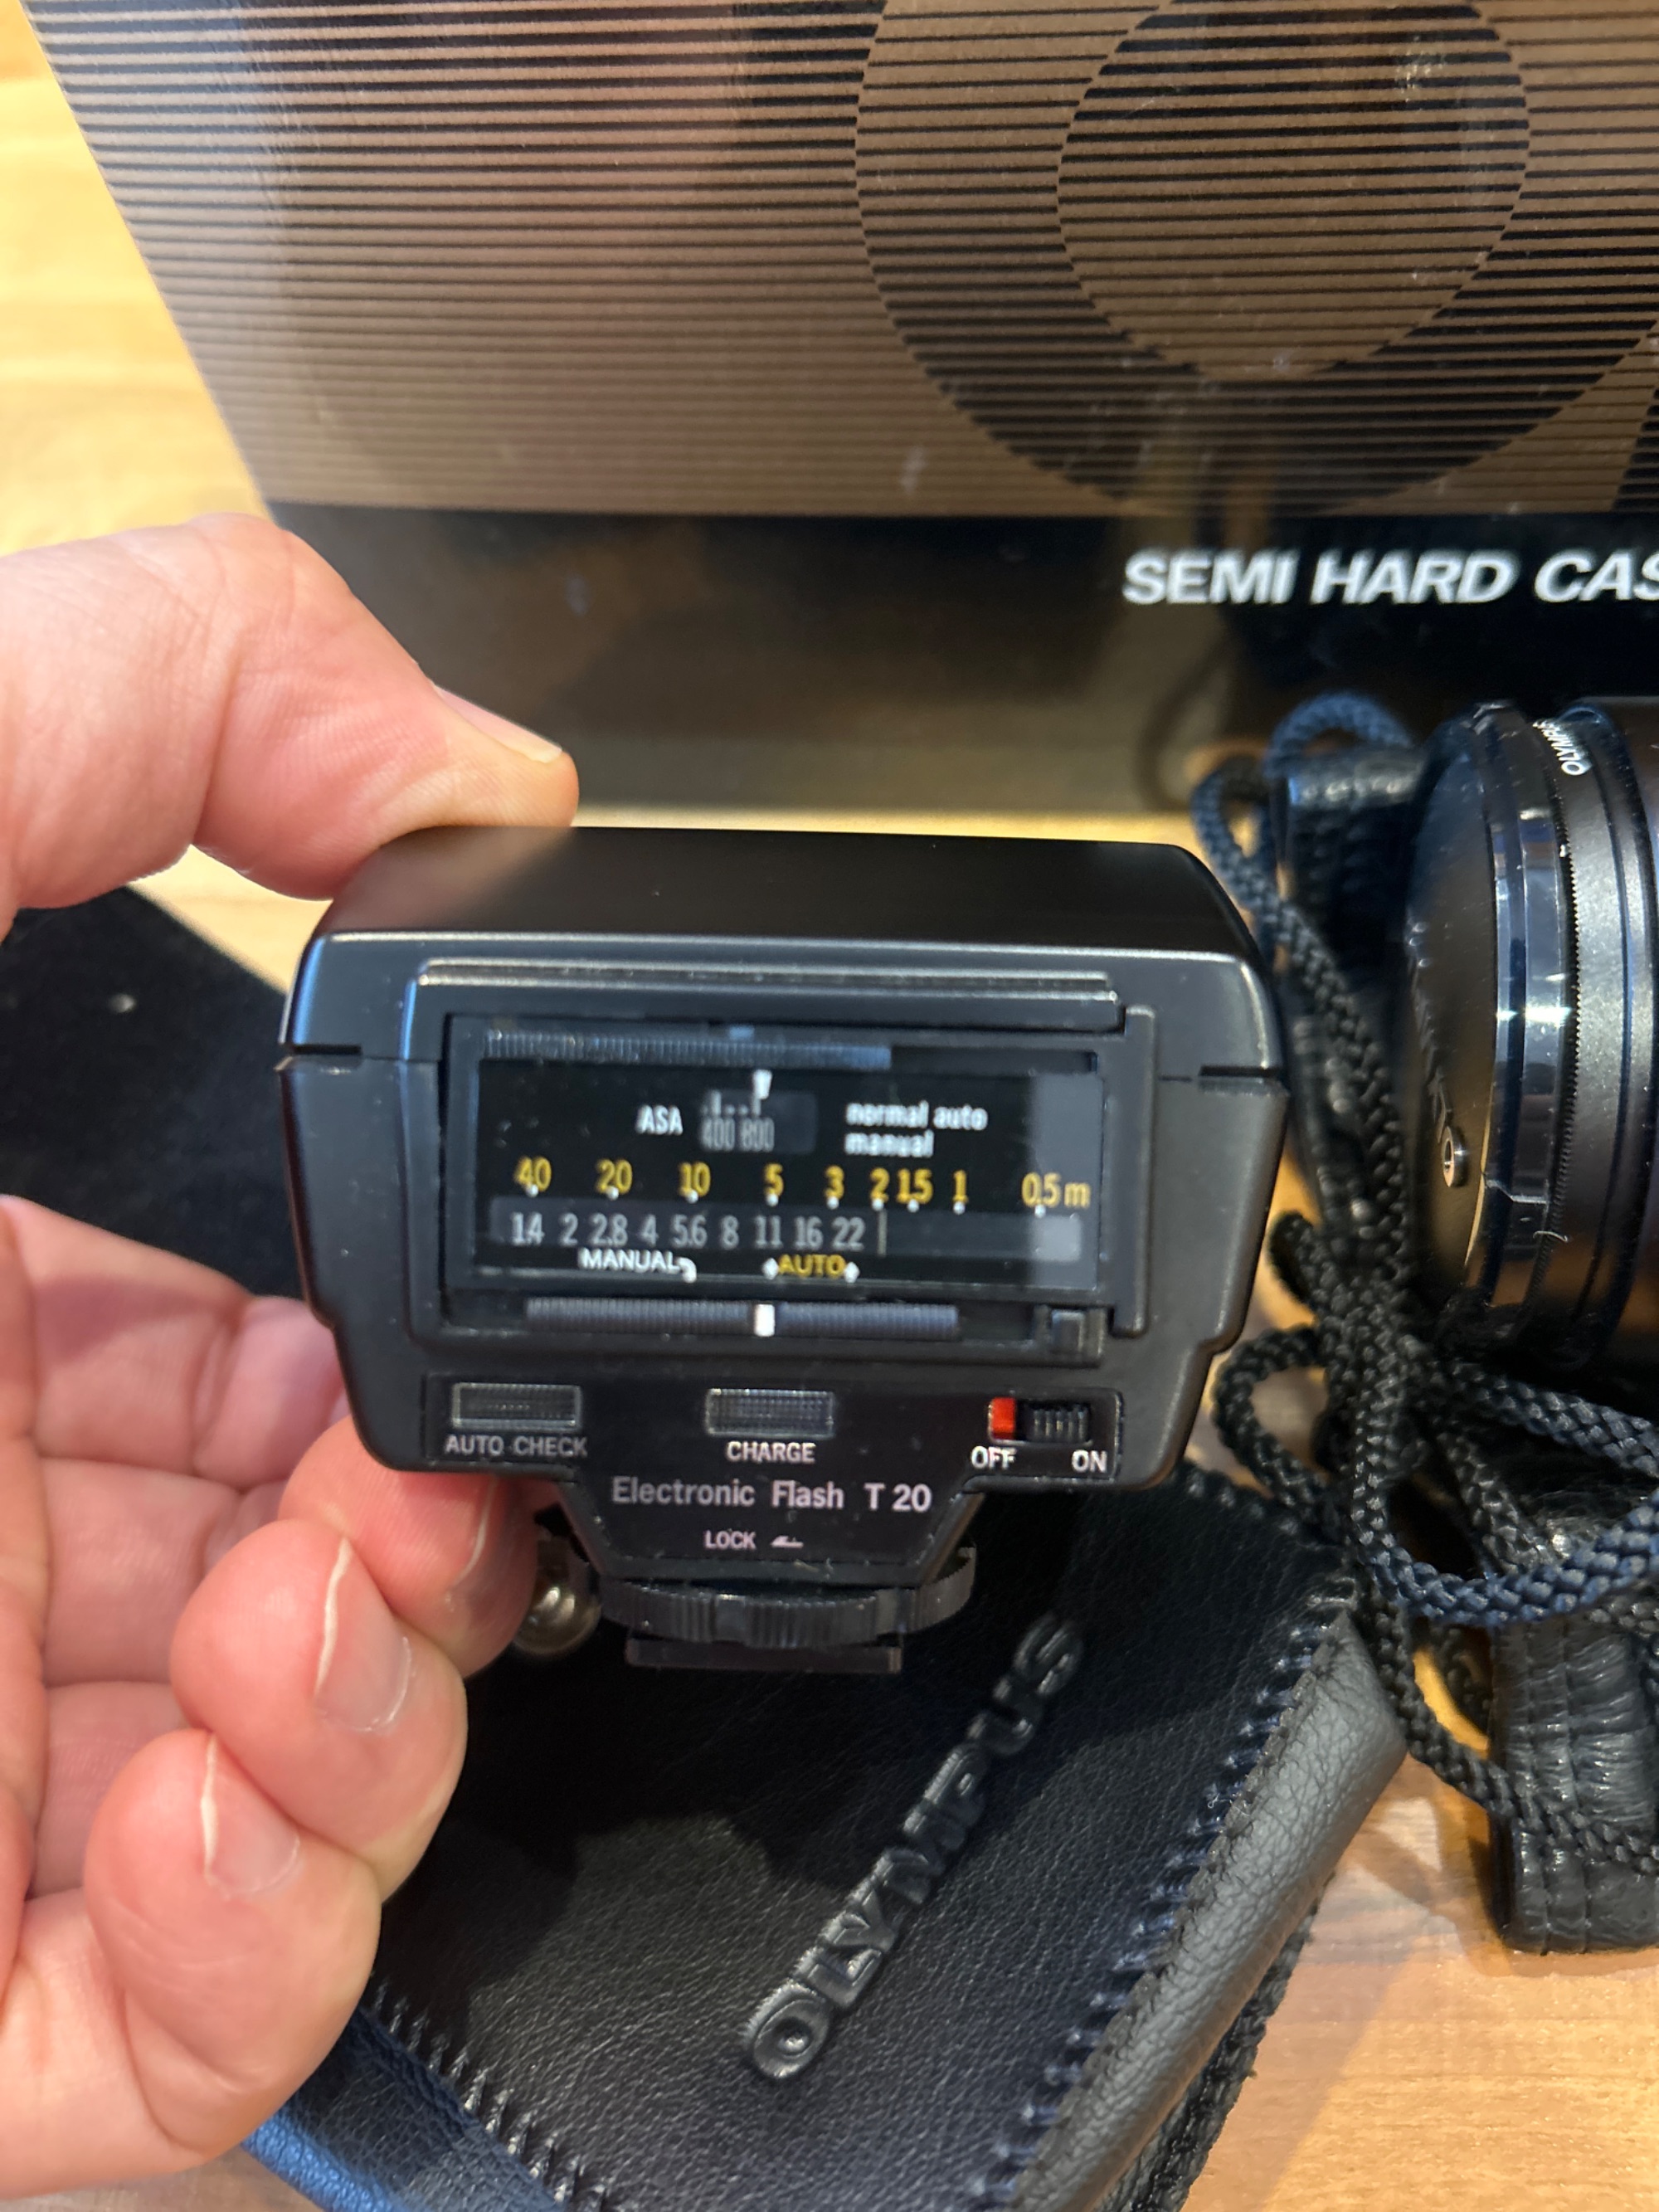 SEMI HARD CAS
OLYMPUS
ASA
400 800
normal auto
manual
40 20 10 5 3 2 1.5 1 0.5 m
1.4 2 2.8 4 5.6 8 11 16 22
MANUAL
AUTO
AUTO CHECK
CHARGE
OFF ON
Electronic Flash T 20
LOCK
OLYMPUS